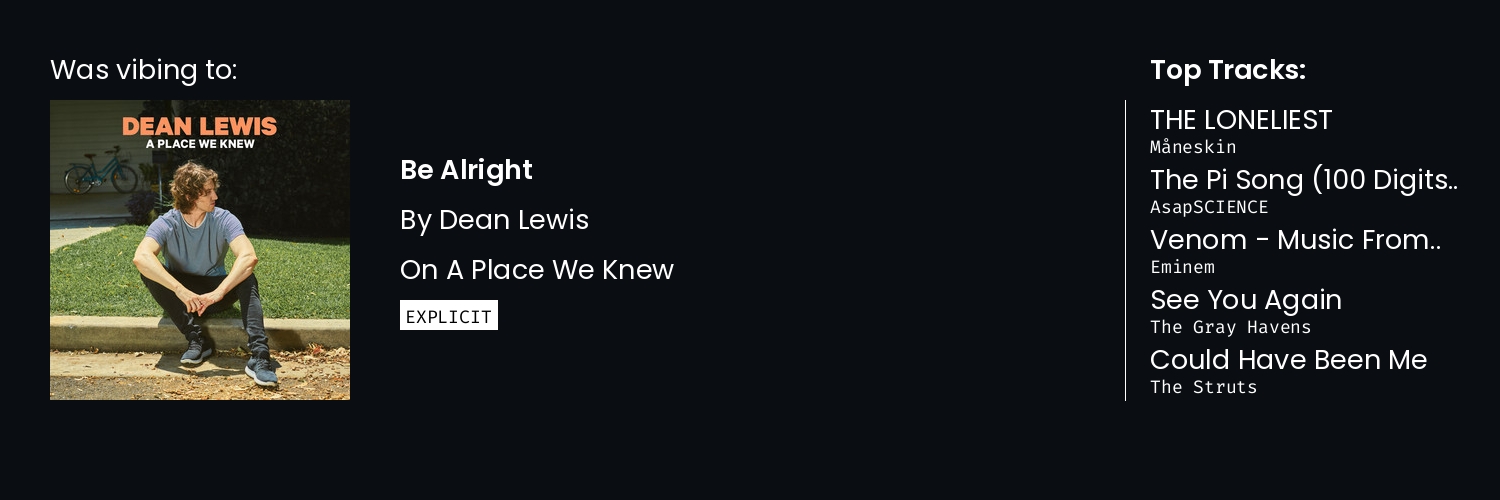 Was vibing to:
DEAN LEWIS
A PLACE WE KNEW
Be Alright
By Dean Lewis
On A Place We Knew
EXPLICIT
Top Tracks:
THE LONELIEST
Måneskin
The Pi Song (100 Digits..
AsapSCIENCE
Venom - Music From..
Eminem
See You Again
The Gray Havens
Could Have Been Me
The Struts